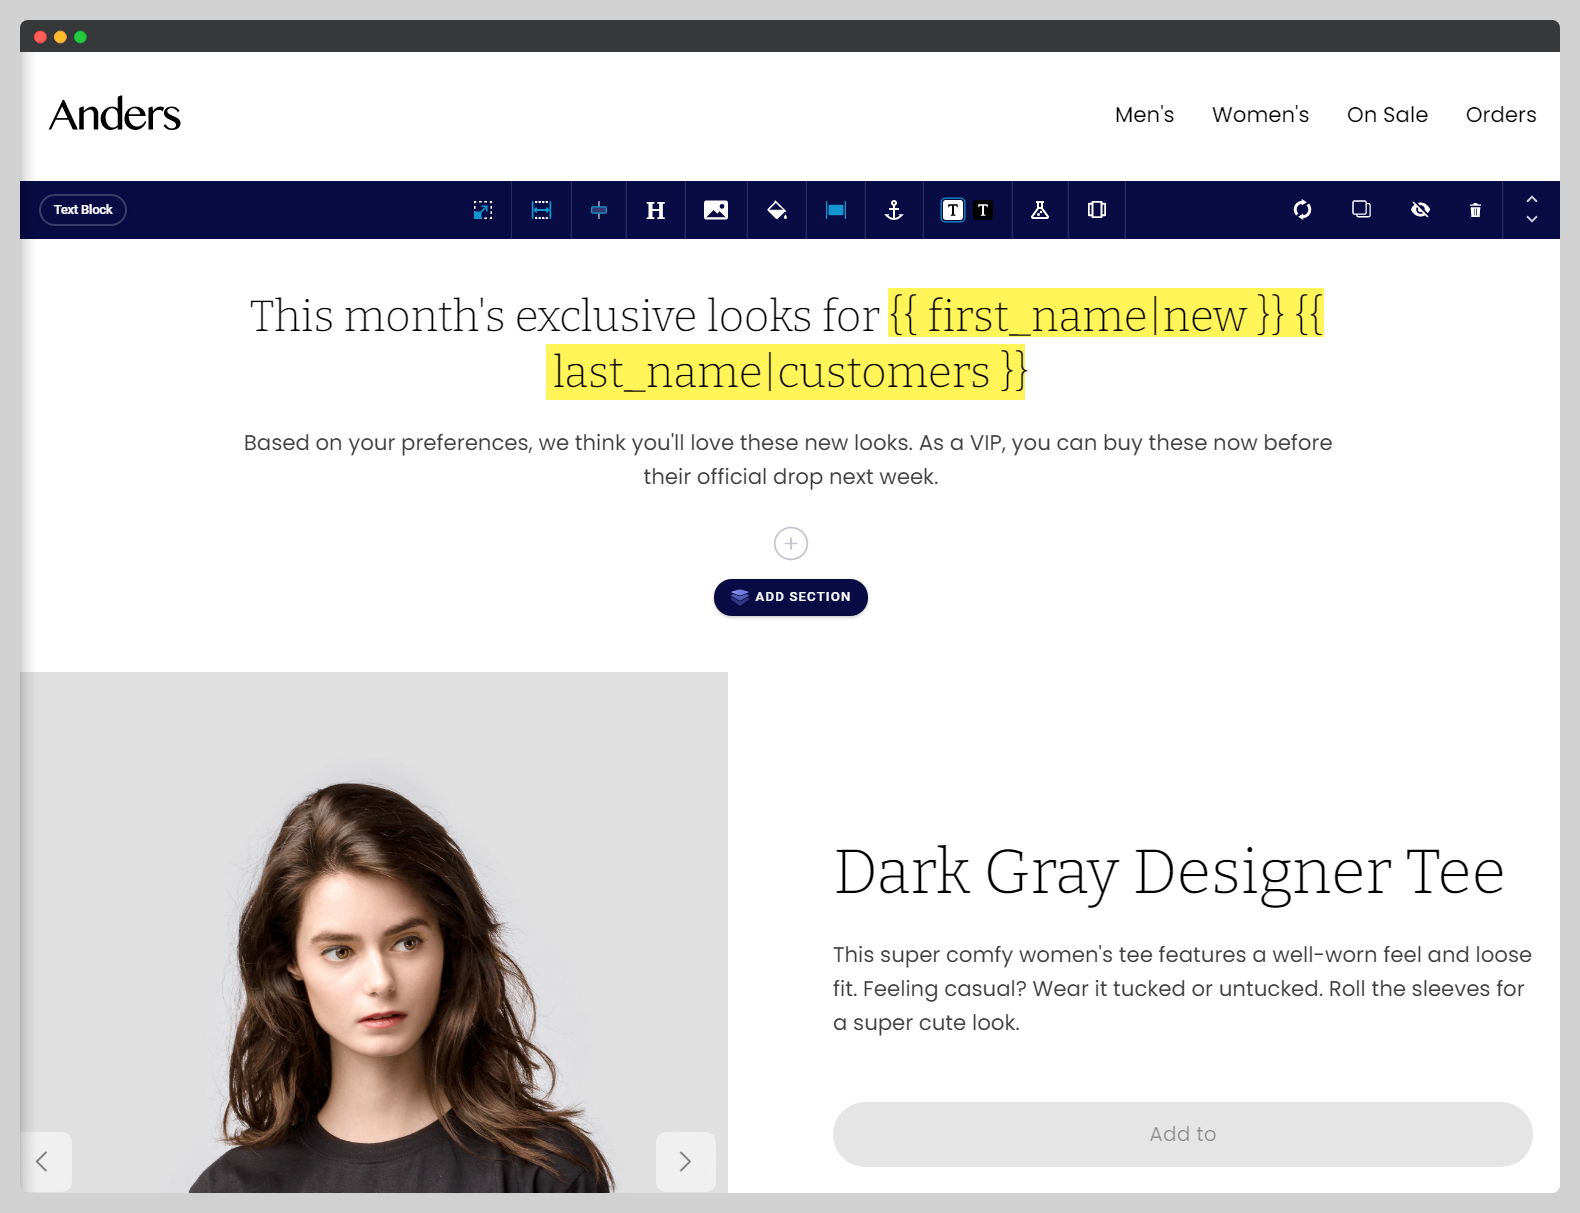 Anders
Men's Women's On Sale Orders
Text Block
H
T T
This month's exclusive looks for {{ first_name|new }} {{
last_name|customers }}
Based on your preferences, we think you'll love these new looks. As a VIP, you can buy these now before
their official drop next week.
ADD SECTION
Dark Gray Designer Tee
This super comfy women's tee features a well-worn feel and loose
fit. Feeling casual? Wear it tucked or untucked. Roll the sleeves for
a super cute look.
Add to